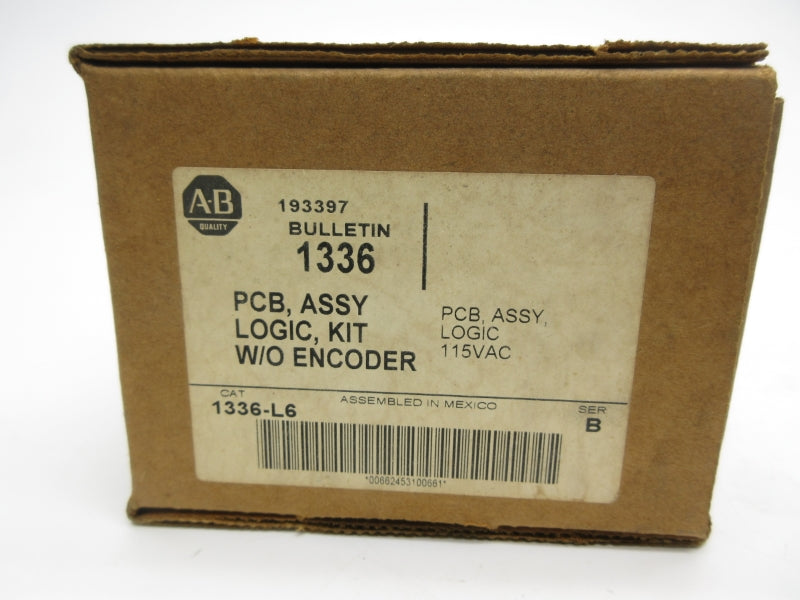 A-B
QUALITY
193397
BULLETIN
1336
PCB, ASSY
LOGIC, KIT
W/O ENCODER
PCB, ASSY,
LOGIC
115VAC
CAT
1336-L6
ASSEMBLED IN MEXICO
SER
B
*00662453100661*